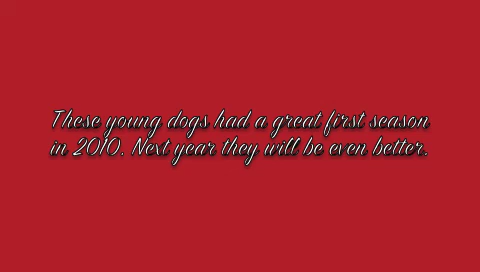 These young dogs had a great first season
in 2010. Next year they will be even better.